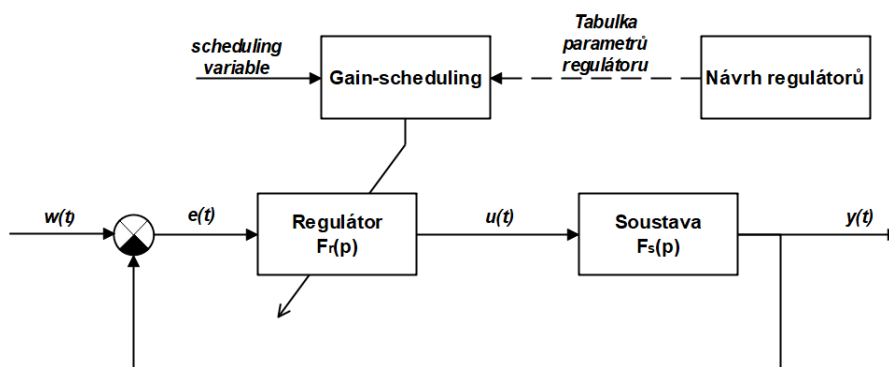 scheduling
variable
Gain-scheduling
Tabulka
parametrů
regulátoru
Návrh regulátorů
w(t)
e(t)
Regulátor
Fr(p)
u(t)
Soustava
Fs(p)
y(t)